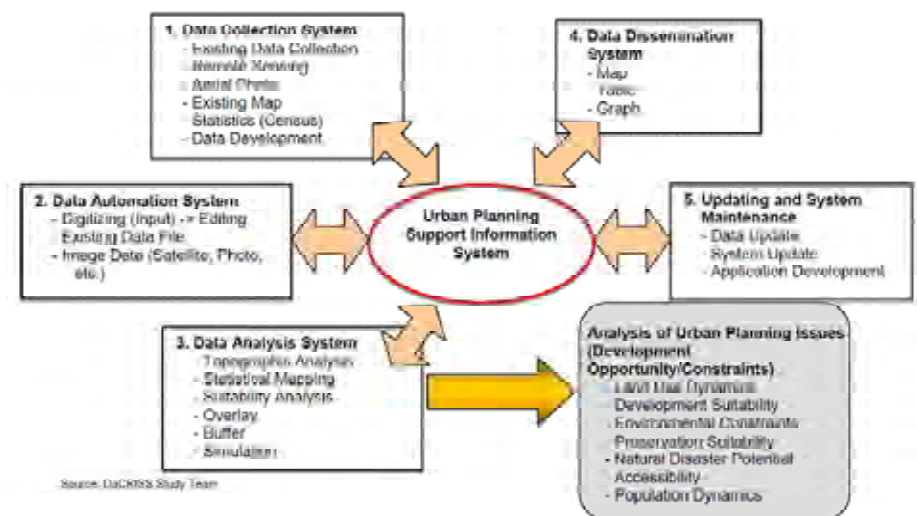 1. Data Collection System
- Existing Data Collection
- Remote Sensing
- Aerial Photo
- Existing Map
- Statistics (Census)
- Data Development
4. Data Dissemination
System
- Map
- Table
- Graph
2. Data Automation System
- Digitizing (Input) -> Editing
- Existing Data File
- Image Data (Satellite, Photo,
etc.)
Urban Planning
Support Information
System
5. Updating and System
Maintenance
- Data Update
- System Update
- Application Development
3. Data Analysis System
- Topographic Analysis
- Statistical Mapping
- Suitability Analysis
- Overlay
- Buffer
- Simulation
Analysis of Urban Planning Issues
(Development
Opportunity/Constraints)
- Land Use Dynamics
- Development Suitability
- Environmental Constraints
- Preservation Suitability
- Natural Disaster Potential
- Accessibility
- Population Dynamics
Source: DaCRISS Study Team